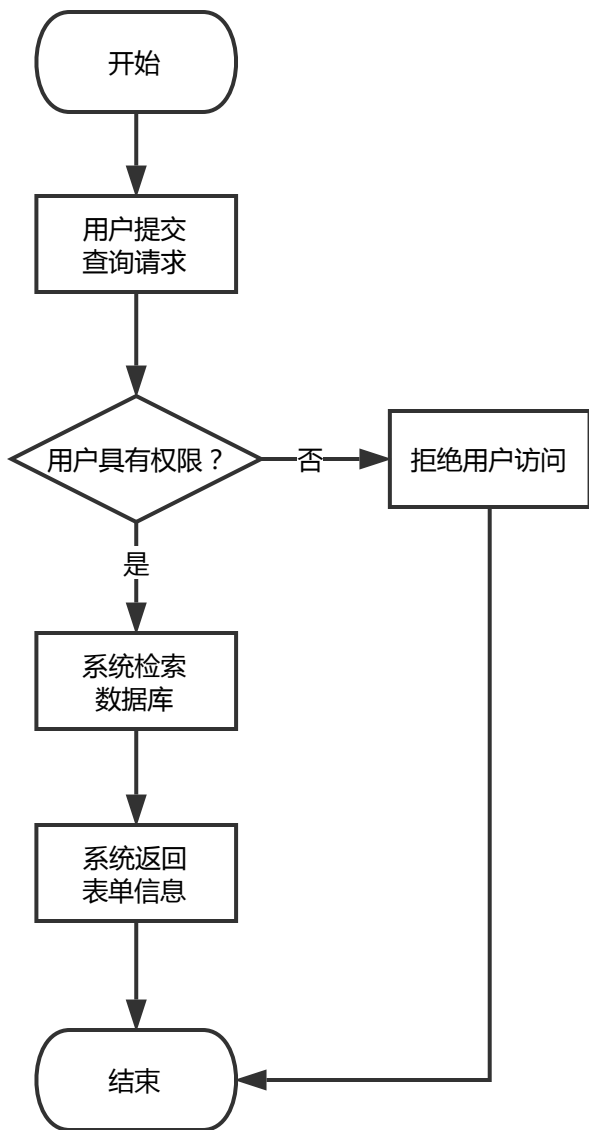 开始
用户提交
查询请求
用户具有权限？
否
拒绝用户访问
是
系统检索
数据库
系统返回
表单信息
结束